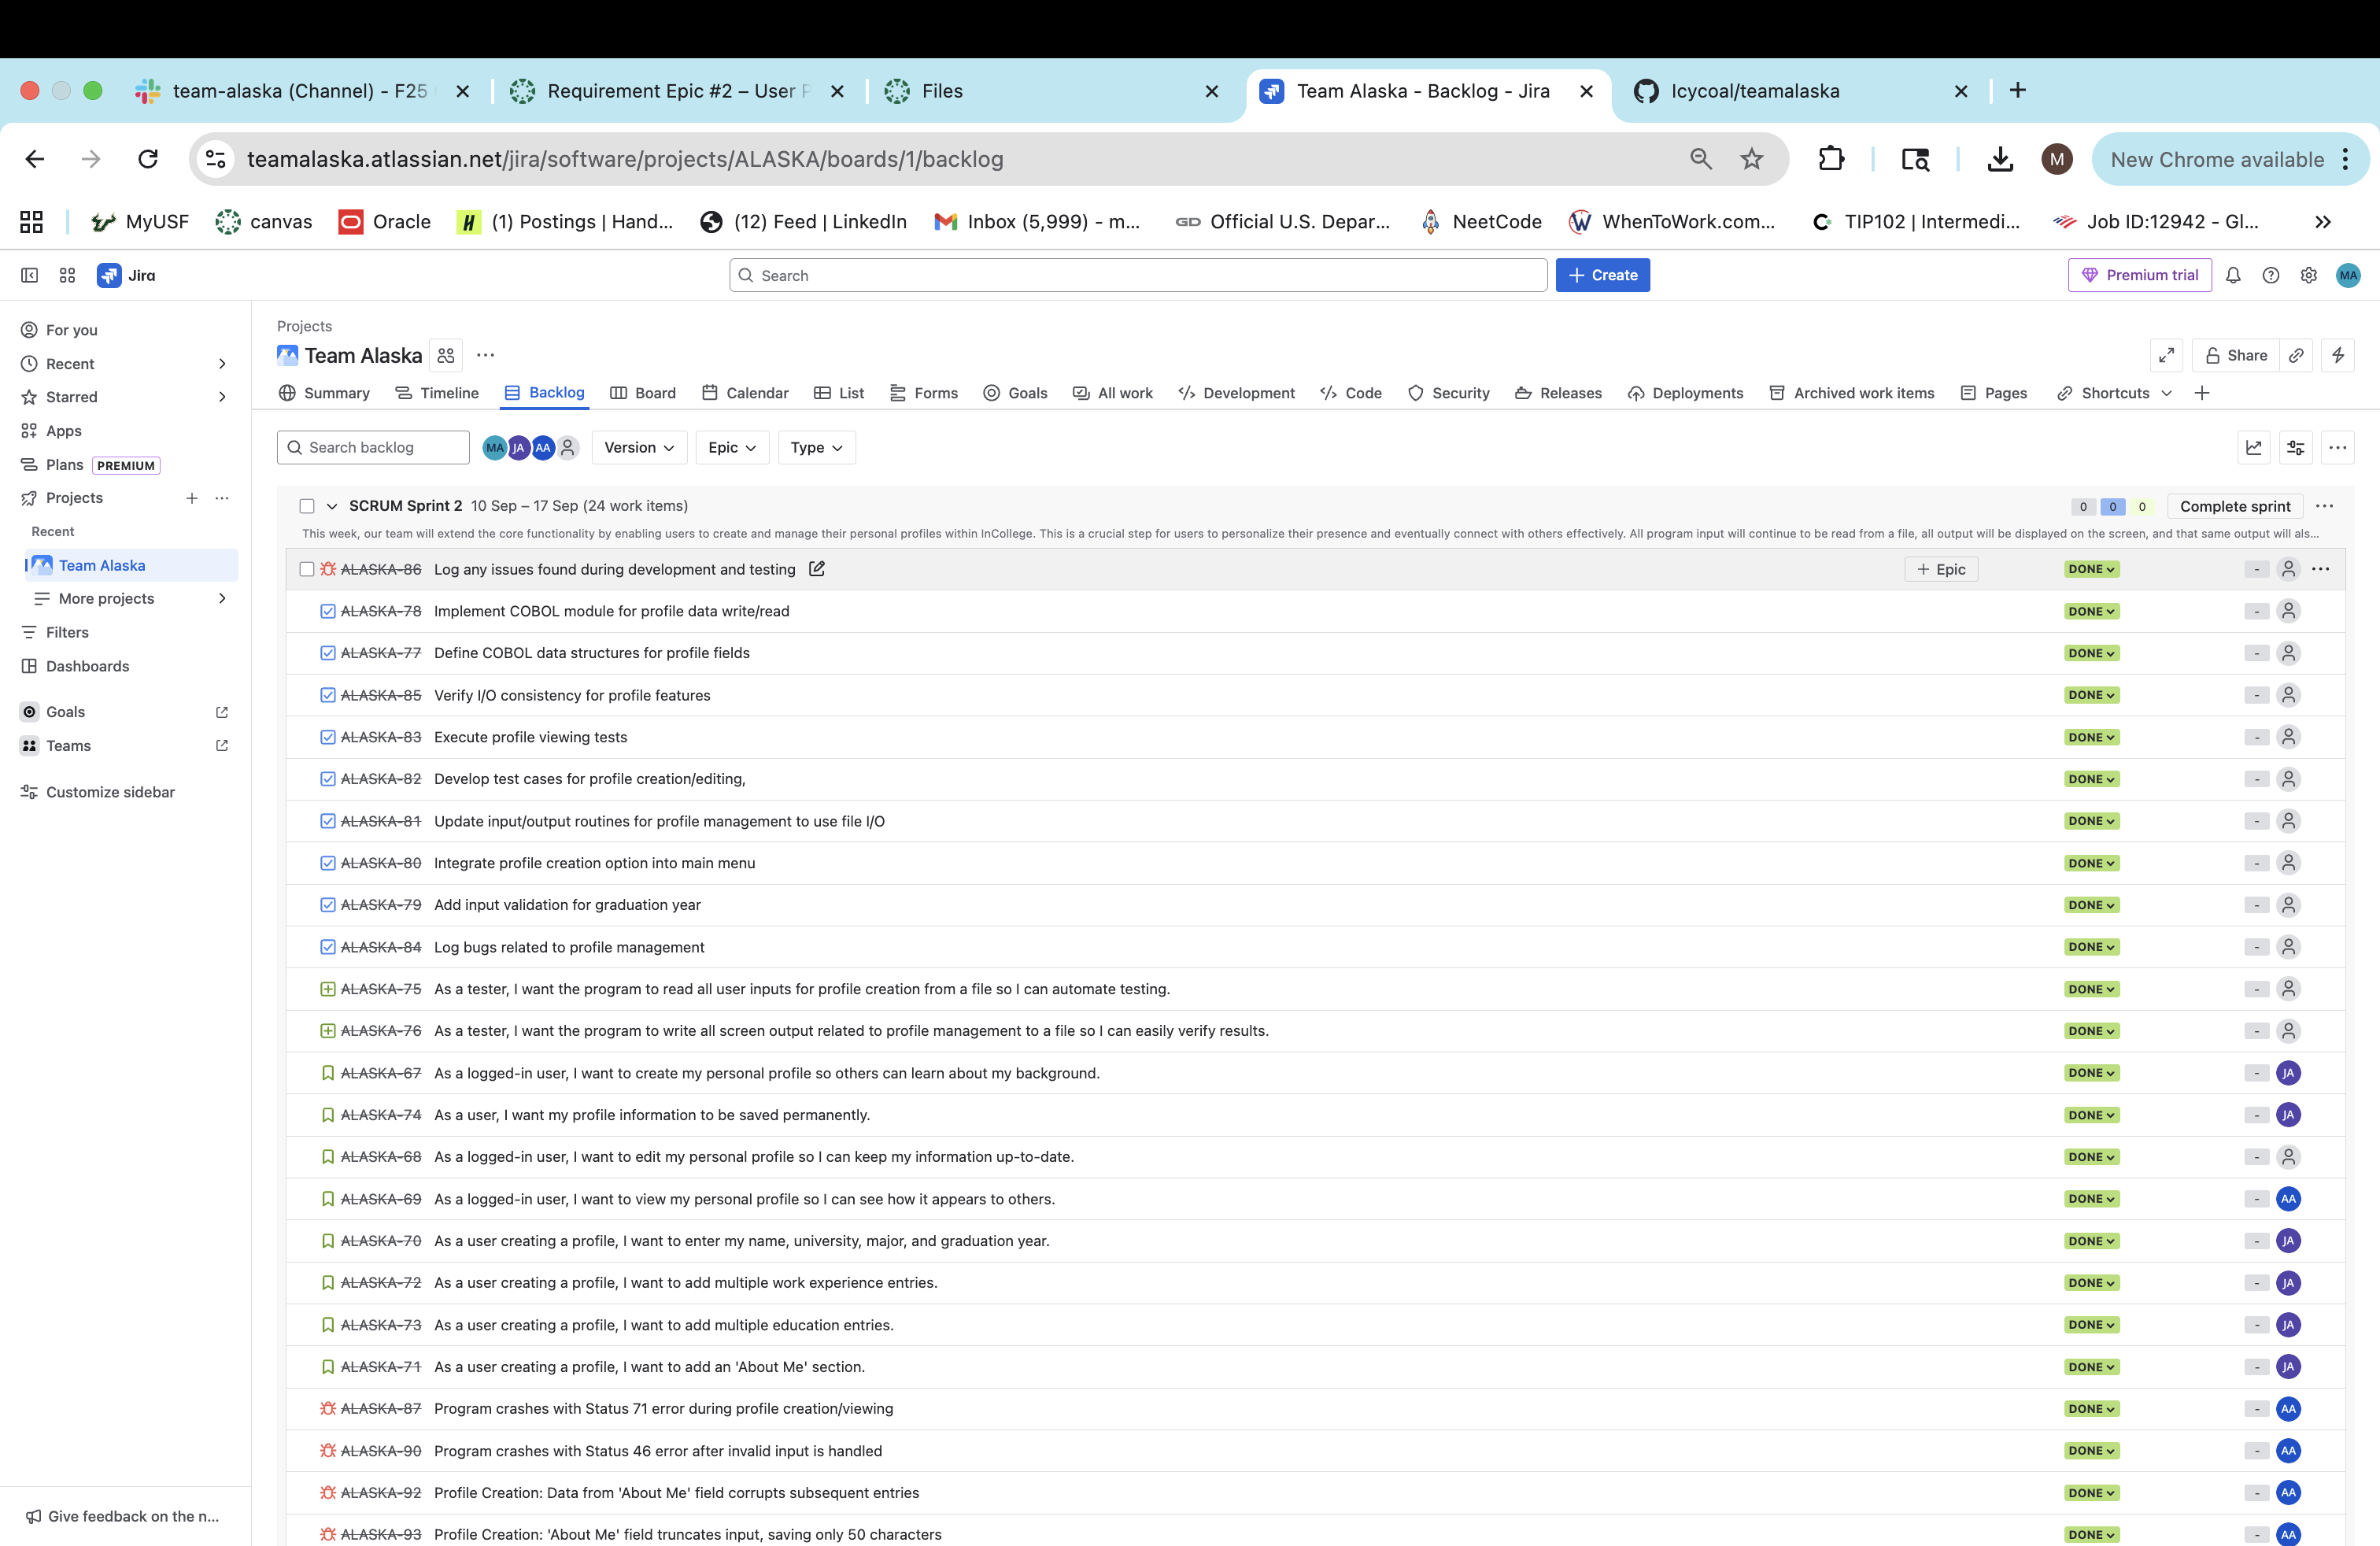 team-alaska (Channel) - F25
Requirement Epic #2 – User P
Files
Team Alaska - Backlog - Jira
Icycoal/teamalaska
teamalaska.atlassian.net/jira/software/projects/ALASKA/boards/1/backlog
M
New Chrome available
MyUSF
canvas
Oracle
(1) Postings | Hand...
(12) Feed | LinkedIn
Inbox (5,999) - m...
GD Official U.S. Depar...
NeetCode
WhenToWork.com...
TIP102 | Intermedi...
Job ID:12942 - Gl...
Jira
Search
Create
Premium trial
MA
For you
Recent
Starred
Apps
Plans PREMIUM
Projects
Recent
Team Alaska
More projects
Filters
Dashboards
Goals
Teams
Customize sidebar
Give feedback on the n...
Projects
Team Alaska
Share
Summary
Timeline
Backlog
Board
Calendar
List
Forms
Goals
All work
Development
Code
Security
Releases
Deployments
Archived work items
Pages
Shortcuts
Search backlog
MA JA AA
Version
Epic
Type
SCRUM Sprint 2 10 Sep – 17 Sep (24 work items)
0 0 0
Complete sprint
This week, our team will extend the core functionality by enabling users to create and manage their personal profiles within InCollege. This is a crucial step for users to personalize their presence and eventually connect with others effectively. All program input will continue to be read from a file, all output will be displayed on the screen, and that same output will als...
ALASKA-86 Log any issues found during development and testing + Epic DONE -
ALASKA-78 Implement COBOL module for profile data write/read DONE -
ALASKA-77 Define COBOL data structures for profile fields DONE -
ALASKA-85 Verify I/O consistency for profile features DONE -
ALASKA-83 Execute profile viewing tests DONE -
ALASKA-82 Develop test cases for profile creation/editing, DONE -
ALASKA-81 Update input/output routines for profile management to use file I/O DONE -
ALASKA-80 Integrate profile creation option into main menu DONE -
ALASKA-79 Add input validation for graduation year DONE -
ALASKA-84 Log bugs related to profile management DONE -
ALASKA-75 As a tester, I want the program to read all user inputs for profile creation from a file so I can automate testing. DONE -
ALASKA-76 As a tester, I want the program to write all screen output related to profile management to a file so I can easily verify results. DONE -
ALASKA-67 As a logged-in user, I want to create my personal profile so others can learn about my background. DONE - JA
ALASKA-74 As a user, I want my profile information to be saved permanently. DONE - JA
ALASKA-68 As a logged-in user, I want to edit my personal profile so I can keep my information up-to-date. DONE -
ALASKA-69 As a logged-in user, I want to view my personal profile so I can see how it appears to others. DONE - AA
ALASKA-70 As a user creating a profile, I want to enter my name, university, major, and graduation year. DONE - JA
ALASKA-72 As a user creating a profile, I want to add multiple work experience entries. DONE - JA
ALASKA-73 As a user creating a profile, I want to add multiple education entries. DONE - JA
ALASKA-71 As a user creating a profile, I want to add an 'About Me' section. DONE - JA
ALASKA-87 Program crashes with Status 71 error during profile creation/viewing DONE - AA
ALASKA-90 Program crashes with Status 46 error after invalid input is handled DONE - AA
ALASKA-92 Profile Creation: Data from 'About Me' field corrupts subsequent entries DONE - AA
ALASKA-93 Profile Creation: 'About Me' field truncates input, saving only 50 characters DONE - AA